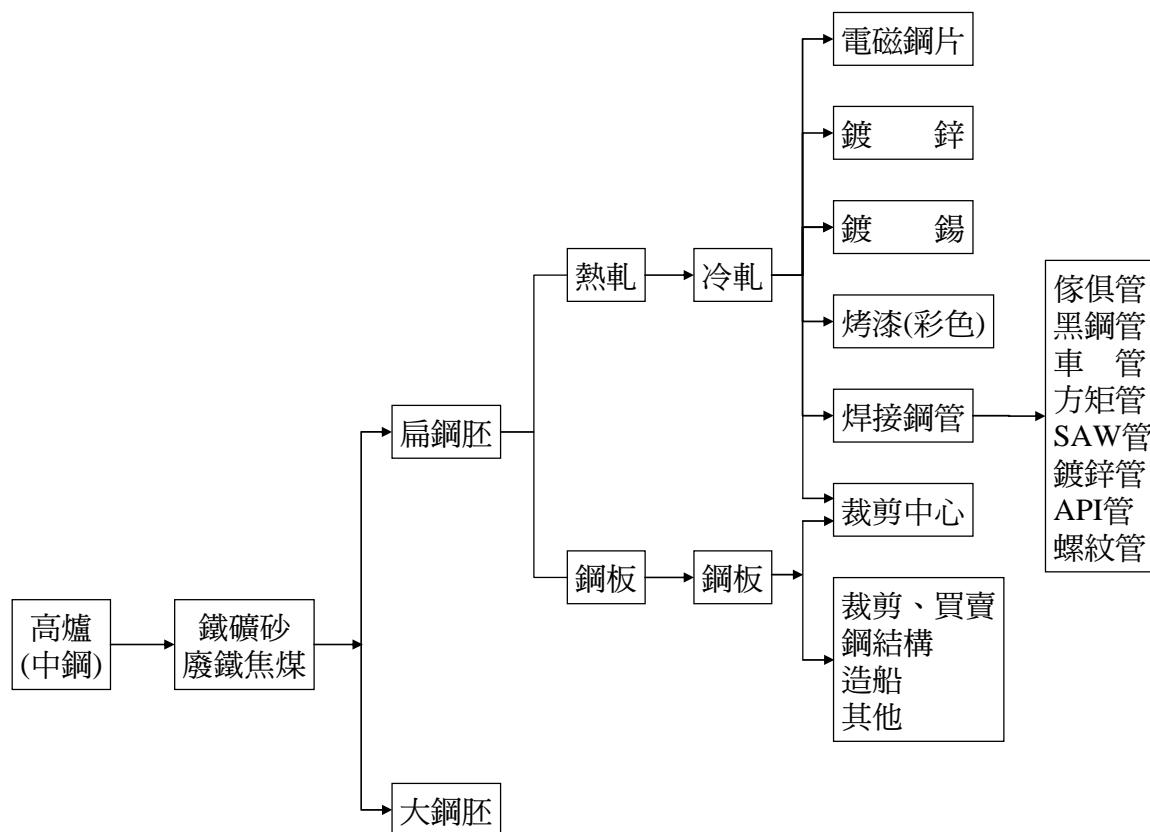 高爐
(中鋼)
鐵礦砂
廢鐵焦煤
扁鋼胚
大鋼胚
熱軋
冷軋
鋼板
鋼板
電磁鋼片
鍍　　鋅
鍍　　鍚
烤漆(彩色)
焊接鋼管
裁剪中心
裁剪、買賣
鋼結構
造船
其他
傢俱管
黑鋼管
車　管
方矩管
SAW管
鍍鋅管
API管
螺紋管